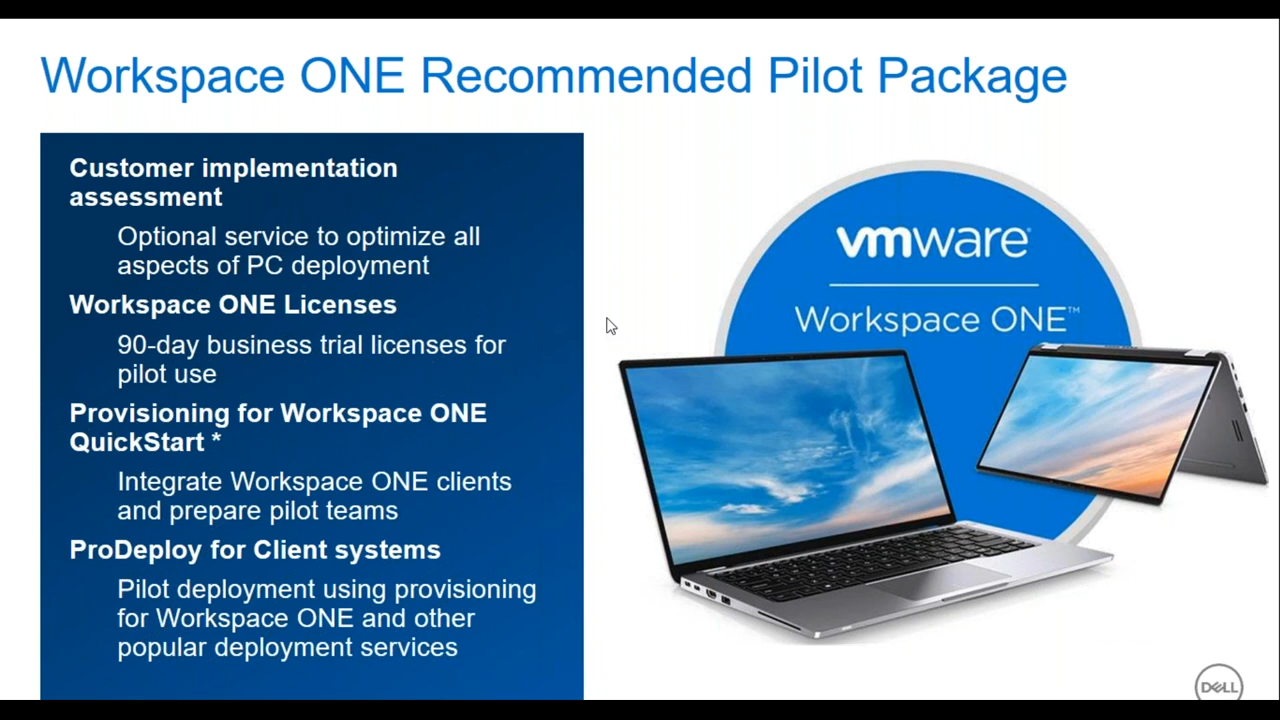 Workspace ONE Recommended Pilot Package
Customer implementation
assessment
Optional service to optimize all
aspects of PC deployment
Workspace ONE Licenses
90-day business trial licenses for
pilot use
Provisioning for Workspace ONE
QuickStart *
Integrate Workspace ONE clients
and prepare pilot teams
ProDeploy for Client systems
Pilot deployment using provisioning
for Workspace ONE and other
popular deployment services
vmware®
Workspace ONE™
DELL